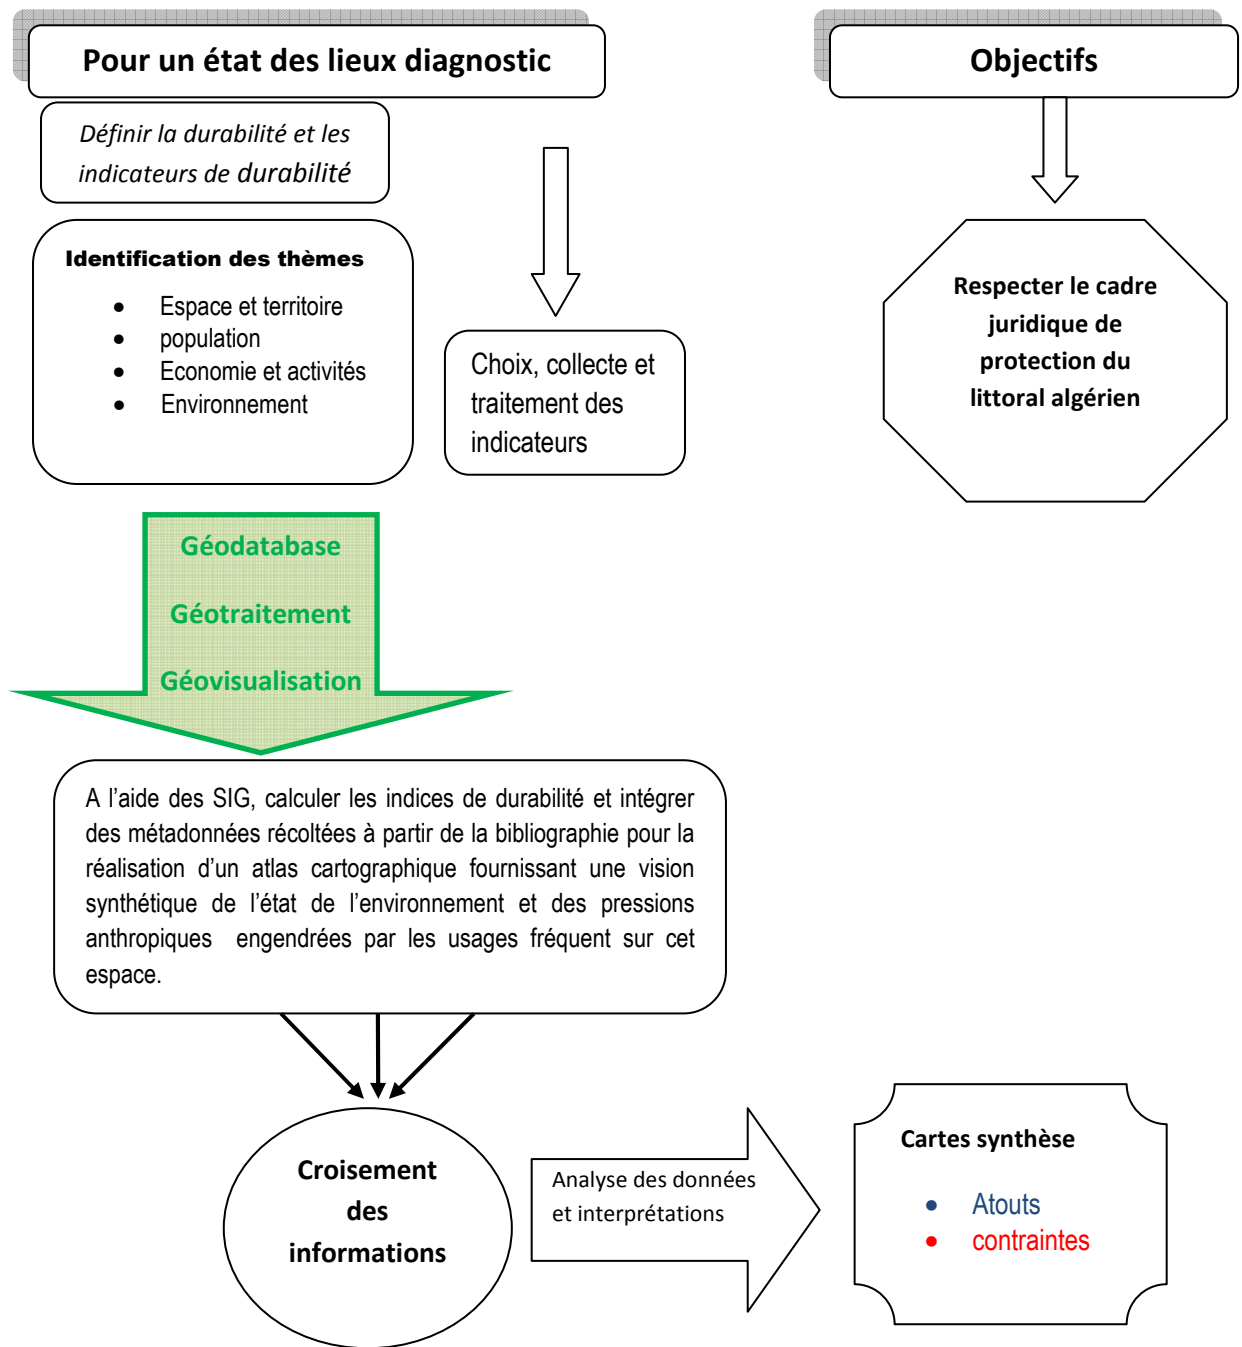 Pour un état des lieux diagnostic
Objectifs
Définir la durabilité et les
indicateurs de durabilité
Identification des thèmes
• Espace et territoire
• population
• Economie et activités
• Environnement
Choix, collecte et
traitement des
indicateurs
Respecter le cadre
juridique de
protection du
littoral algérien
Géodatabase
Géotraitement
Géovisualisation
A l’aide des SIG, calculer les indices de durabilité et intégrer
des métadonnées récoltées à partir de la bibliographie pour la
réalisation d’un atlas cartographique fournissant une vision
synthétique de l’état de l’environnement et des pressions
anthropiques engendrées par les usages fréquent sur cet
espace.
Croisement
des
informations
Analyse des données
et interprétations
Cartes synthèse
• Atouts
• contraintes